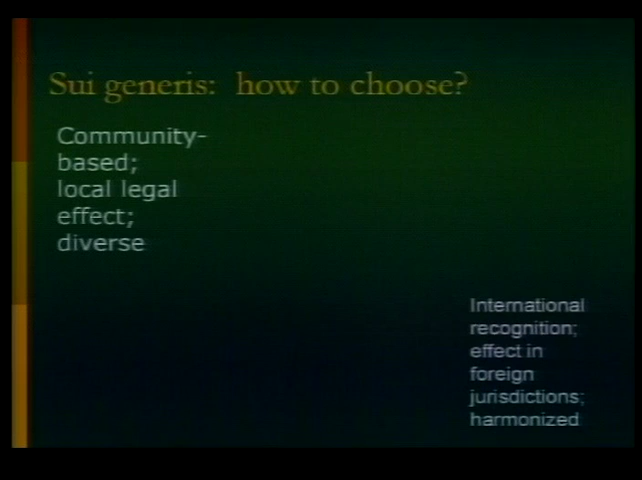 Sui generis: how to choose?
Community-
based;
local legal
effect;
diverse
International
recognition;
effect in
foreign
jurisdictions;
harmonized